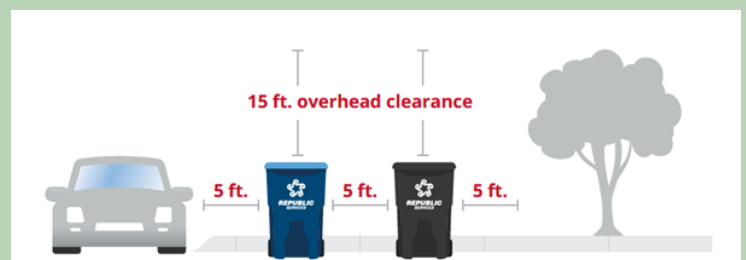 15 ft. overhead clearance
5 ft.
5 ft.
5 ft.
REPUBLIC
SERVICES
REPUBLIC
SERVICES